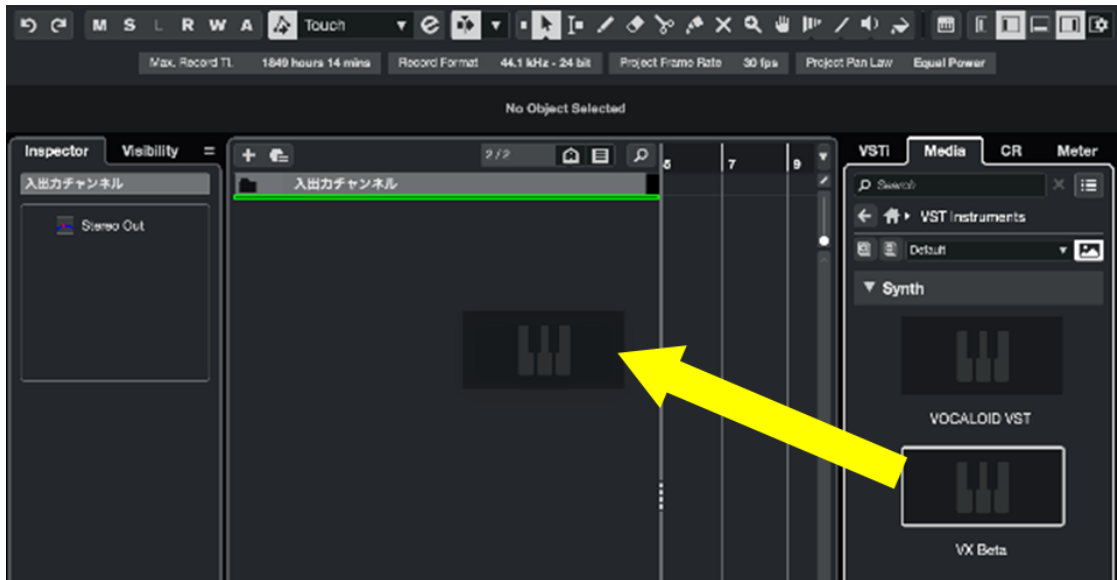 M S L R W A Touch
Max. Record Ti. 1849 hours 14 mins Record Format 44.1 kHz - 24 bit Project Frame Rate 30 fps Project Pan Law Equal Power
No Object Selected
Inspector Visibility
2/2
5 7 9
VSTi Media CR Meter
入出力チャンネル
入出力チャンネル
Search
Stereo Out
VST Instruments
Default
Synth
VOCALOID VST
VX Beta